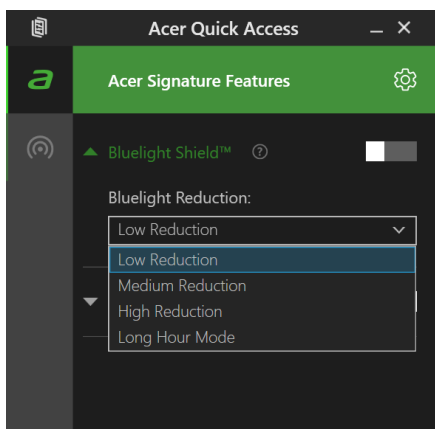 Acer Quick Access
a
Acer Signature Features
Bluelight Shield™ ?
Bluelight Reduction:
Low Reduction
Low Reduction
Medium Reduction
High Reduction
Long Hour Mode